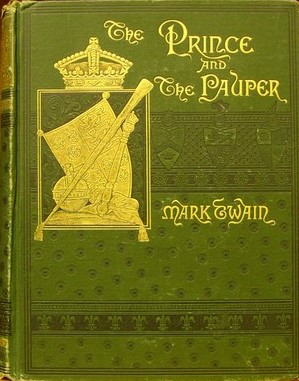 The Prince
and
The Pauper
Mark Twain